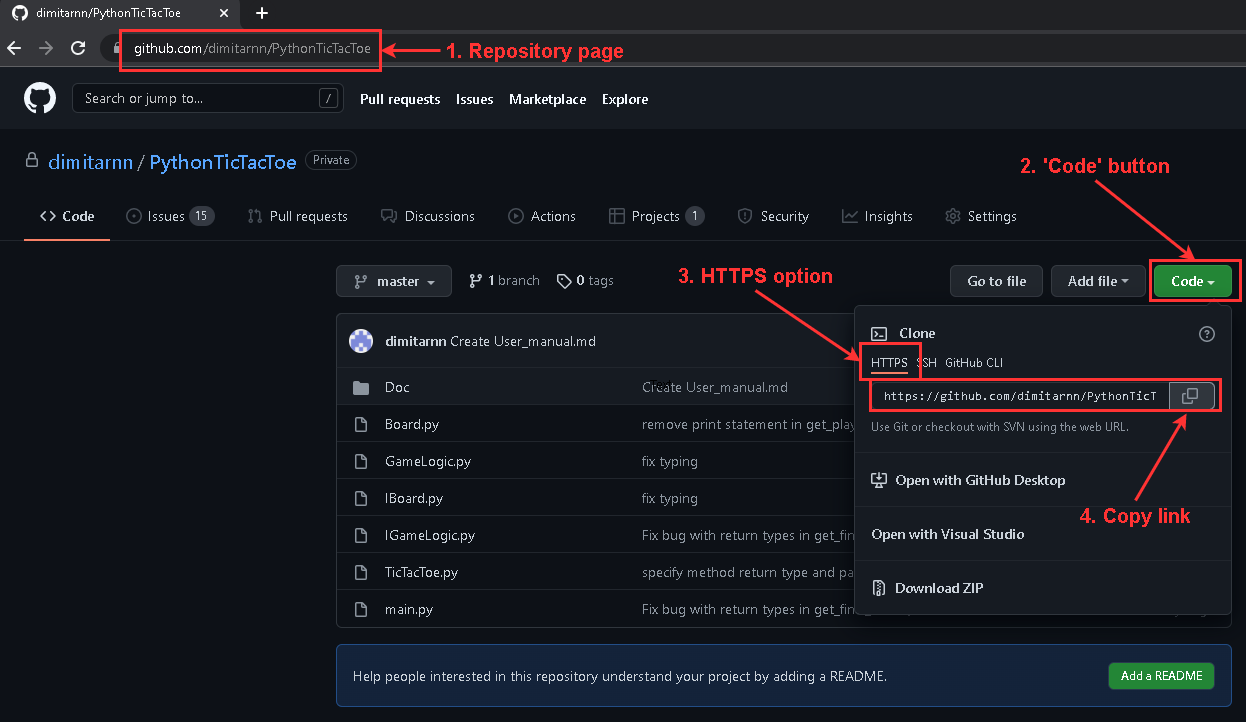 dimitarnn/PythonTicTacToe
github.com/dimitarnn/PythonTicTacToe
1. Repository page
Search or jump to... /
Pull requests Issues Marketplace Explore
dimitarnn / PythonTicTacToe Private
2. 'Code' button
Code Issues 15 Pull requests Discussions Actions Projects 1 Security Insights Settings
3. HTTPS option
master 1 branch 0 tags Go to file Add file Code
dimitarnn Create User_manual.md
Clone
HTTPS SSH GitHub CLI
Doc Create User_manual.md
https://github.com/dimitarnn/PythonTicT
Board.py remove print statement in get_play
Use Git or checkout with SVN using the web URL.
GameLogic.py fix typing
Open with GitHub Desktop
IBoard.py fix typing
4. Copy link
IGameLogic.py Fix bug with return types in get_fin
Open with Visual Studio
TicTacToe.py specify method return type and pa
Download ZIP
main.py Fix bug with return types in get_fin
Help people interested in this repository understand your project by adding a README.
Add a README